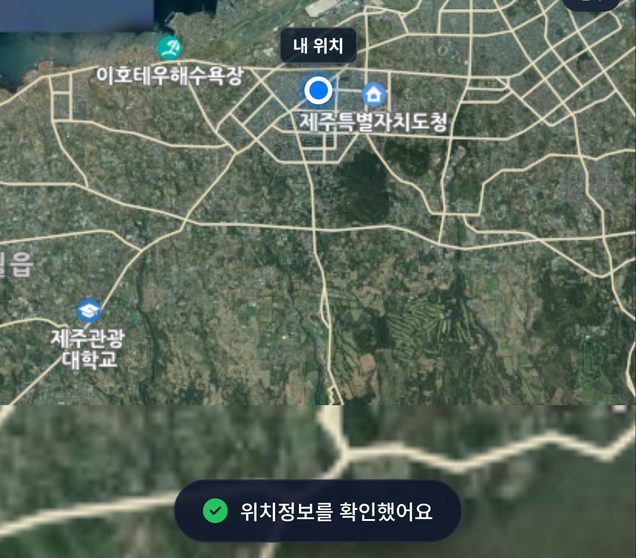 내 위치
이호테우해수욕장
제주특별자치도청
읍
제주관광
대학교
위치정보를 확인했어요